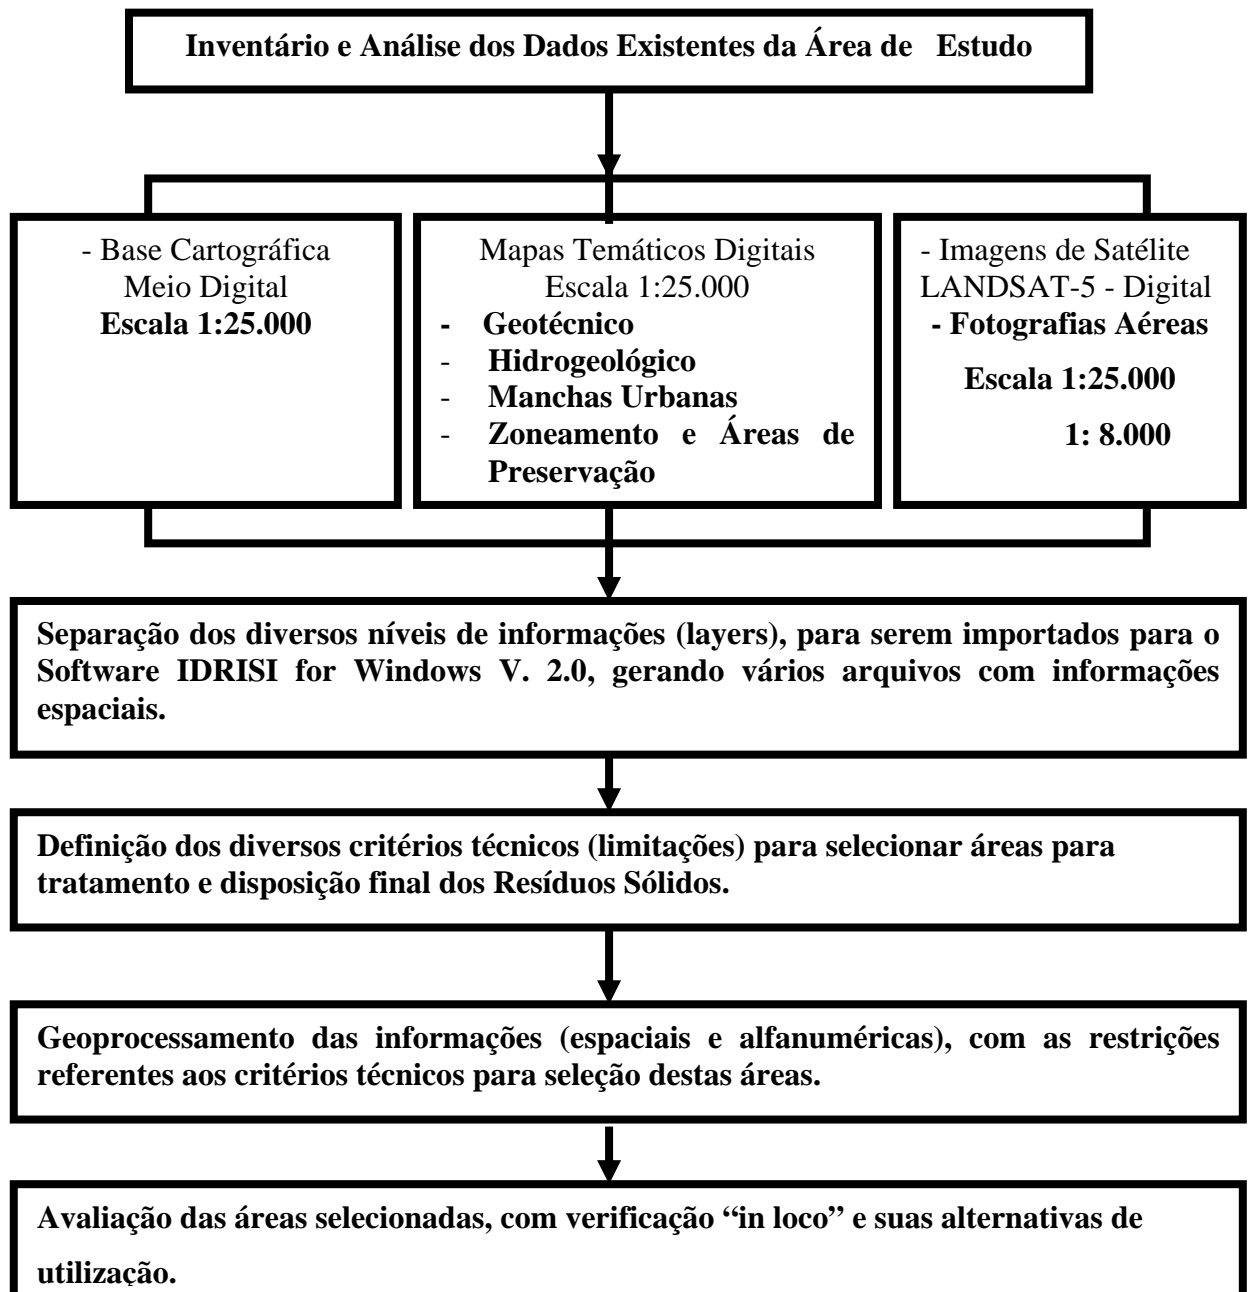 Inventário e Análise dos Dados Existentes da Área de Estudo
- Base Cartográfica
Meio Digital
Escala 1:25.000
Mapas Temáticos Digitais
Escala 1:25.000
- Geotécnico
- Hidrogeológico
- Manchas Urbanas
- Zoneamento e Áreas de
Preservação
- Imagens de Satélite
LANDSAT-5 - Digital
- Fotografias Aéreas
Escala 1:25.000
1: 8.000
Separação dos diversos níveis de informações (layers), para serem importados para o
Software IDRISI for Windows V. 2.0, gerando vários arquivos com informações
espaciais.
Definição dos diversos critérios técnicos (limitações) para selecionar áreas para
tratamento e disposição final dos Resíduos Sólidos.
Geoprocessamento das informações (espaciais e alfanuméricas), com as restrições
referentes aos critérios técnicos para seleção destas áreas.
Avaliação das áreas selecionadas, com verificação “in loco” e suas alternativas de
utilização.